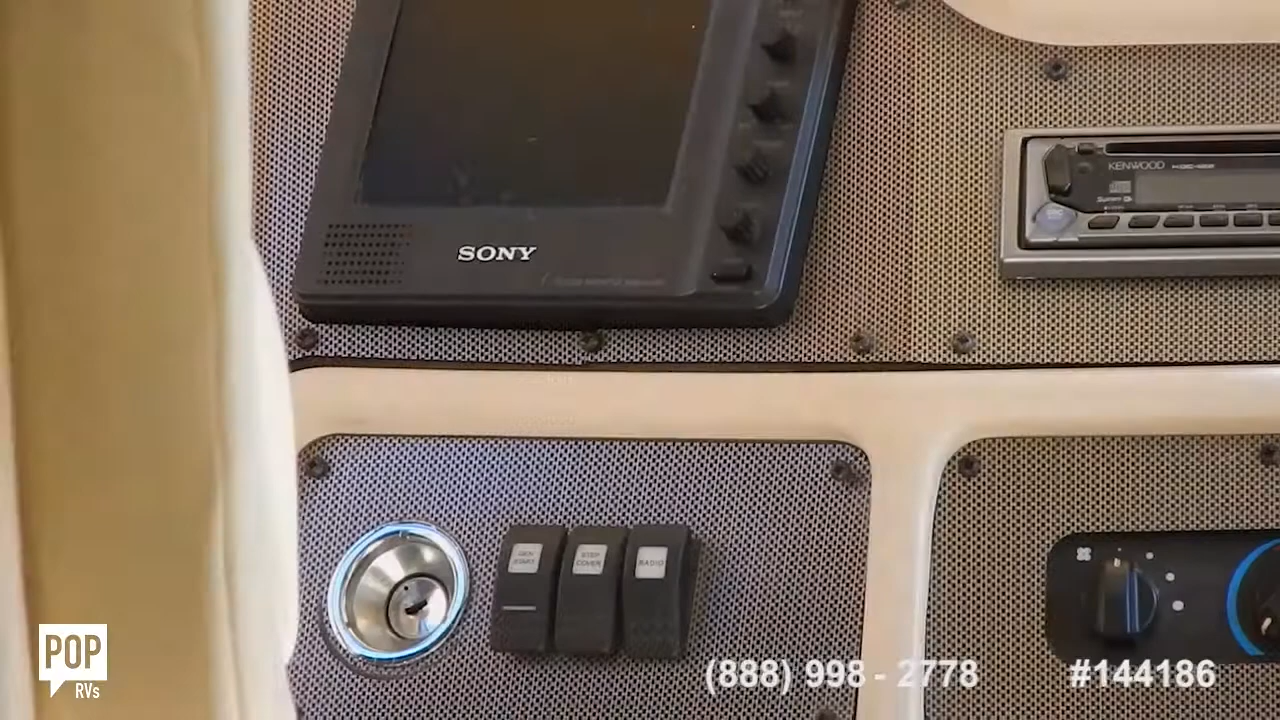 KENWOOD
SONY
GEN
START
STEP
COVER
RADIO
POP
RVs
(888) 998 - 2778
#144186